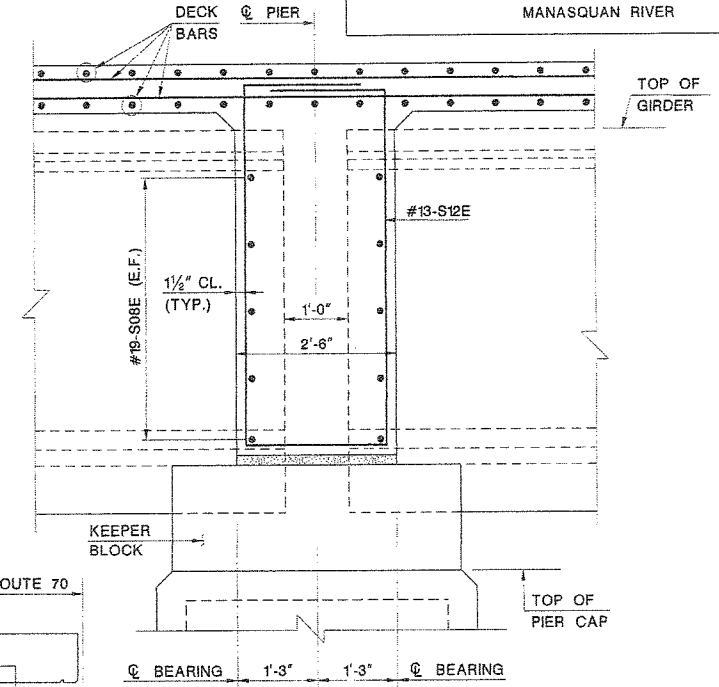 MANASQUAN RIVER
DECK BARS
℄ PIER
TOP OF GIRDER
#13-S12E
#19-S08E (E.F.)
1½" CL. (TYP.)
1'-0"
2'-6"
KEEPER BLOCK
OUTE 70
TOP OF PIER CAP
℄ BEARING
1'-3"
1'-3"
℄ BEARING